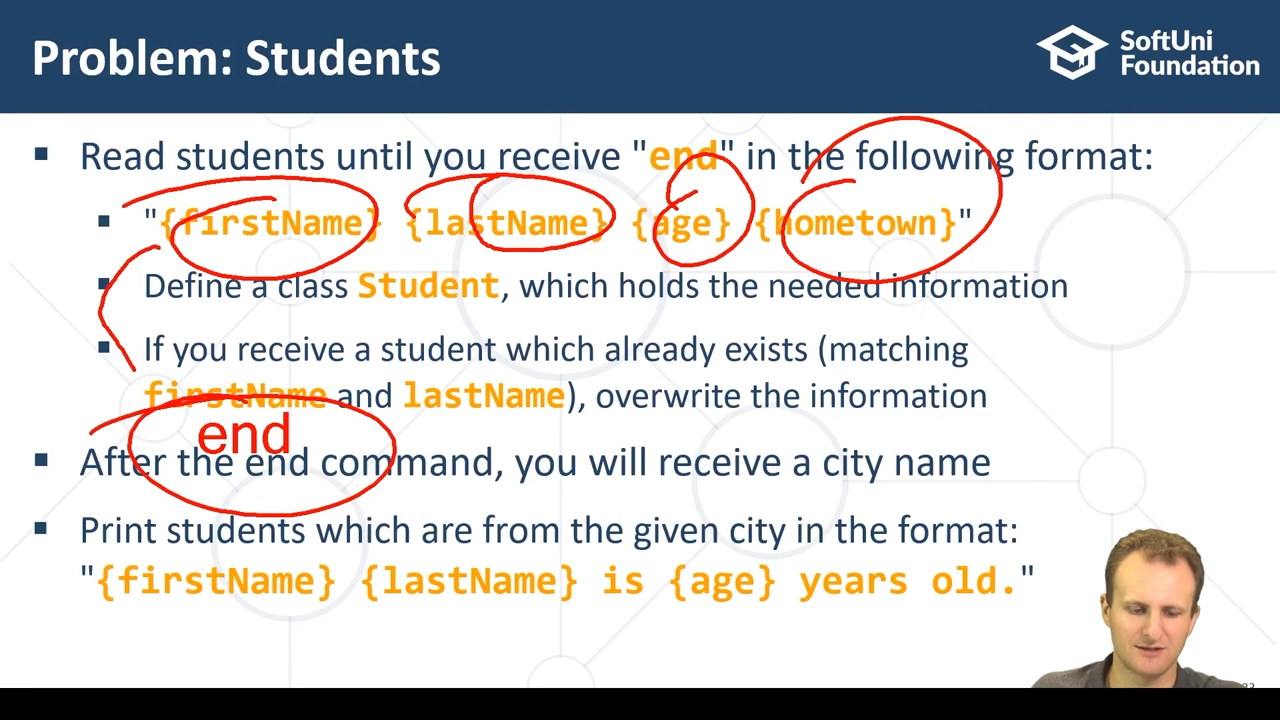 Problem: Students
SoftUni
Foundation
Read students until you receive "end" in the following format:
"{firstName} {lastName} {age} {hometown}"
Define a class Student, which holds the needed information
If you receive a student which already exists (matching
firstName and lastName), overwrite the information
end
After the end command, you will receive a city name
Print students which are from the given city in the format:
"{firstName} {lastName} is {age} years old."